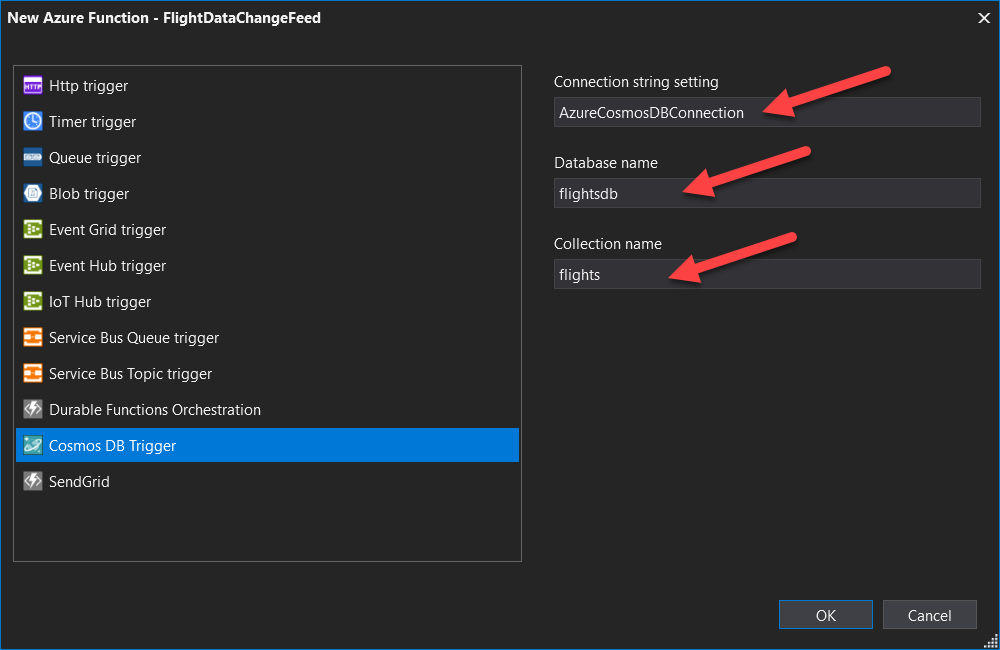 New Azure Function - FlightDataChangeFeed
HTTP Http trigger
Timer trigger
Queue trigger
Blob trigger
Event Grid trigger
Event Hub trigger
IoT Hub trigger
Service Bus Queue trigger
Service Bus Topic trigger
Durable Functions Orchestration
Cosmos DB Trigger
SendGrid
Connection string setting
AzureCosmosDBConnection
Database name
flightsdb
Collection name
flights
OK
Cancel